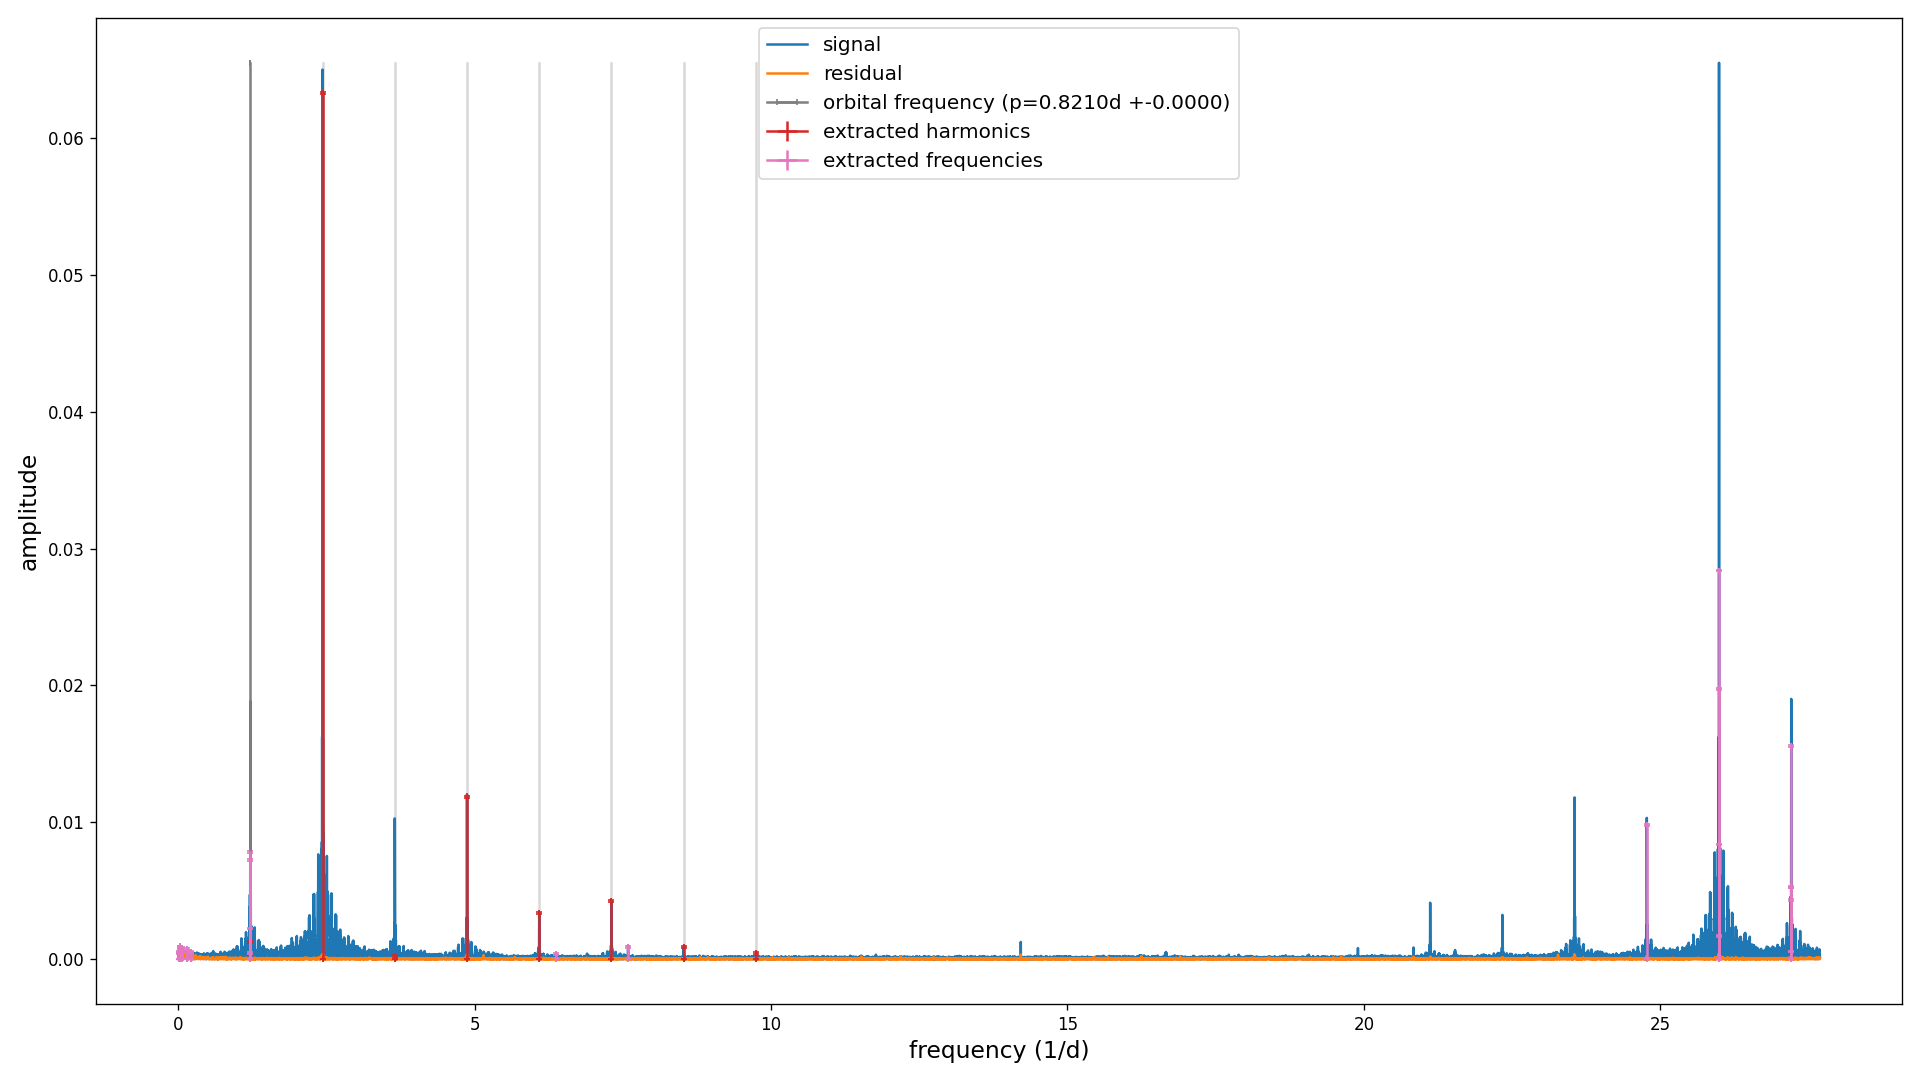 signal
residual
orbital frequency (p=0.8210d +-0.0000)
extracted harmonics
extracted frequencies
amplitude
0.06
0.05
0.04
0.03
0.02
0.01
0.00
0 5 10 15 20 25
frequency (1/d)